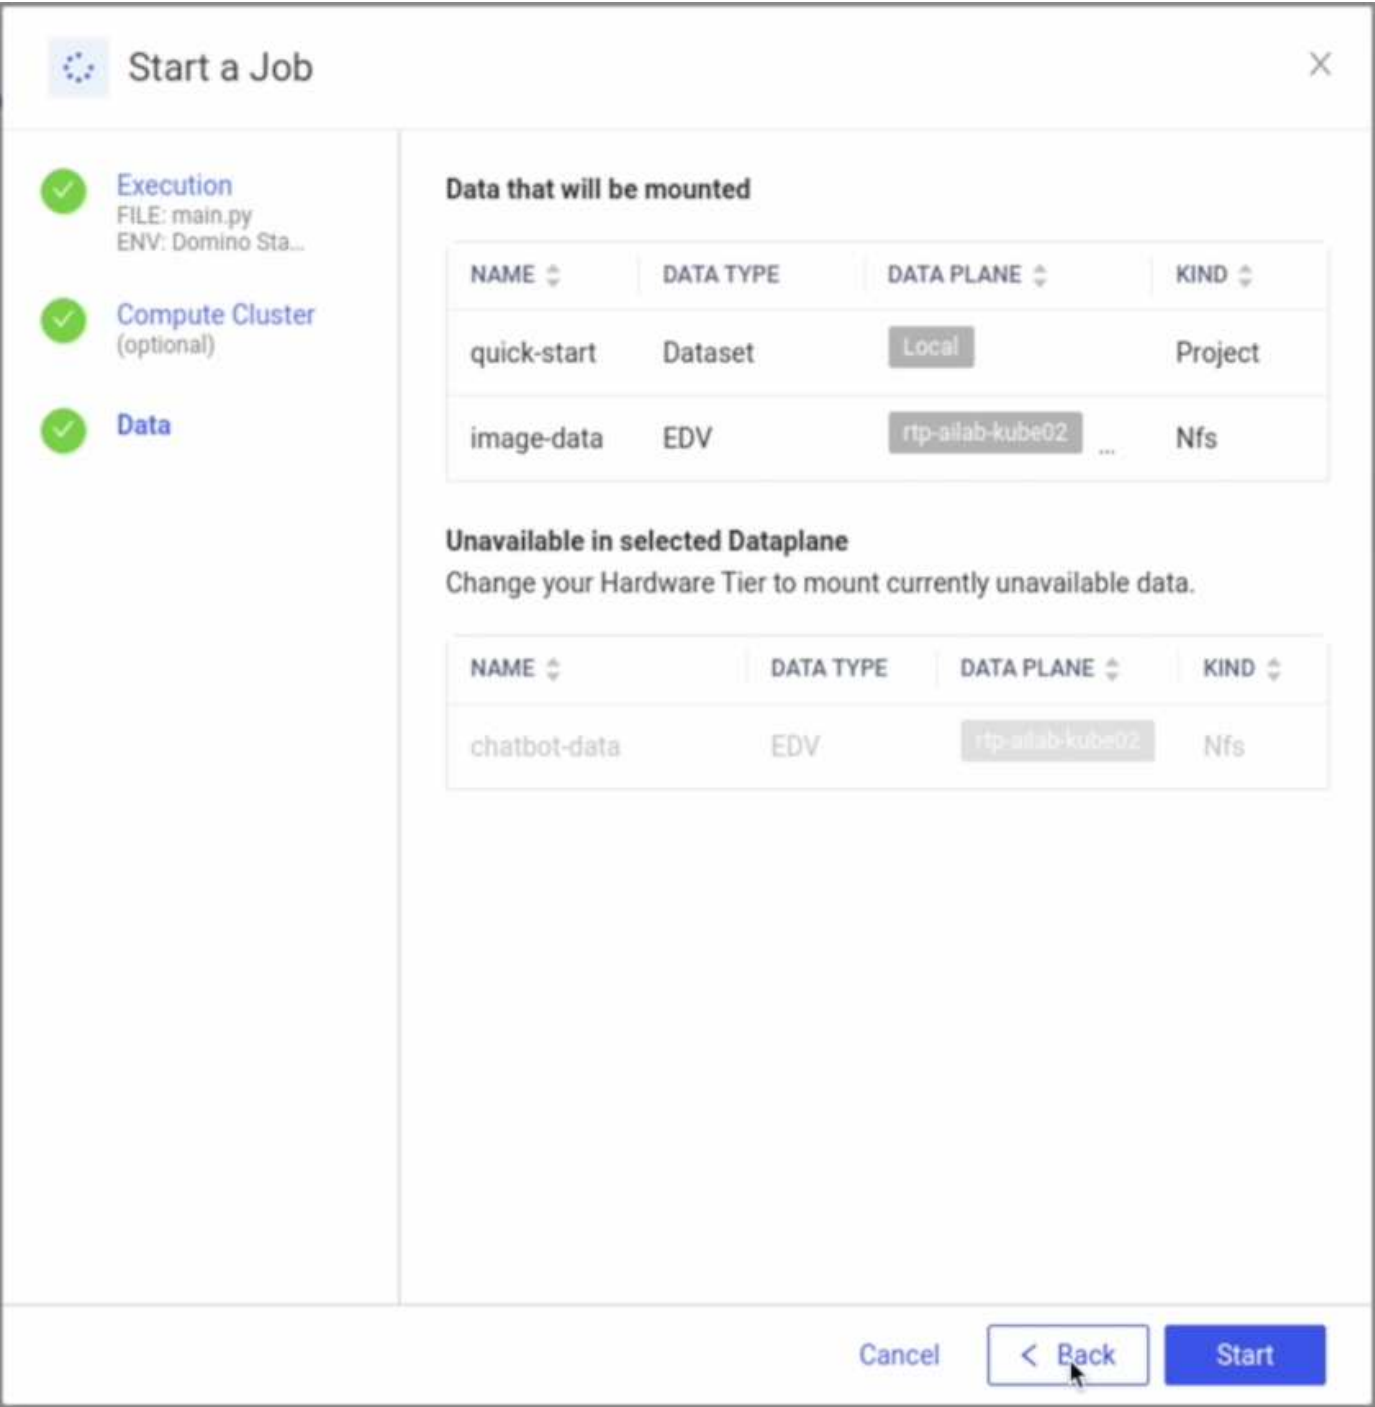 Start a Job
Execution
FILE: main.py
ENV: Domino Sta...
Compute Cluster
(optional)
Data
Data that will be mounted
NAME DATA TYPE DATA PLANE KIND
quick-start Dataset Local Project
image-data EDV rtp-ailab-kube02 ... Nfs
Unavailable in selected Dataplane
Change your Hardware Tier to mount currently unavailable data.
NAME DATA TYPE DATA PLANE KIND
chatbot-data EDV rtp-ailab-kube02 Nfs
Cancel < Back Start